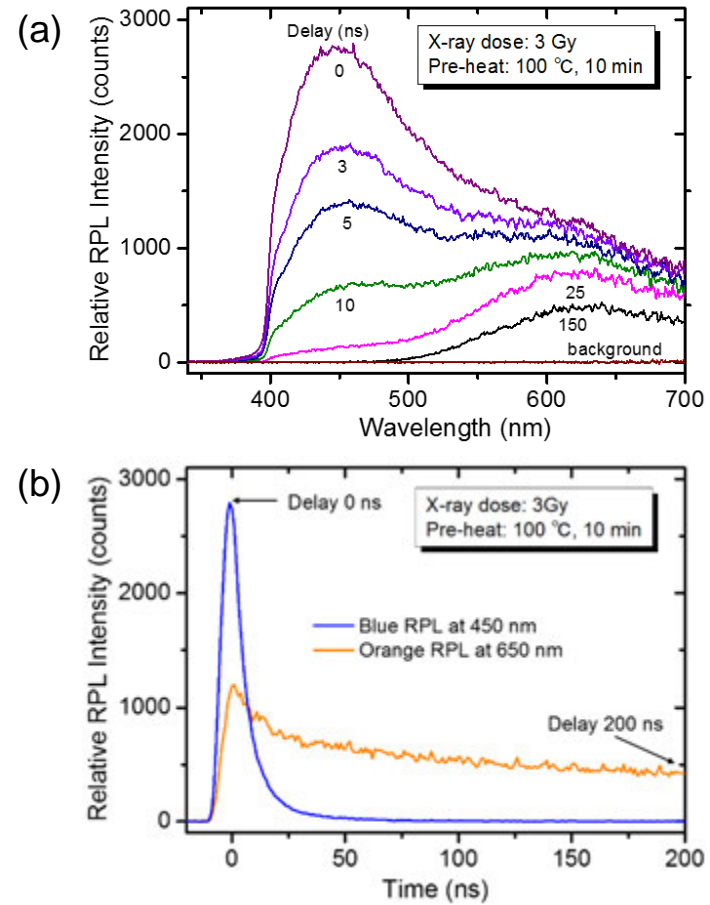 (a)
3000
2000
1000
0
Relative RPL Intensity (counts)
Delay (ns)
0
3
5
10
25
150
background
X-ray dose: 3 Gy
Pre-heat: 100 °C, 10 min
400
500
600
700
Wavelength (nm)
(b)
3000
2000
1000
0
Relative RPL Intensity (counts)
Delay 0 ns
X-ray dose: 3Gy
Pre-heat: 100 °C, 10 min
Blue RPL at 450 nm
Orange RPL at 650 nm
Delay 200 ns
0
50
100
150
200
Time (ns)